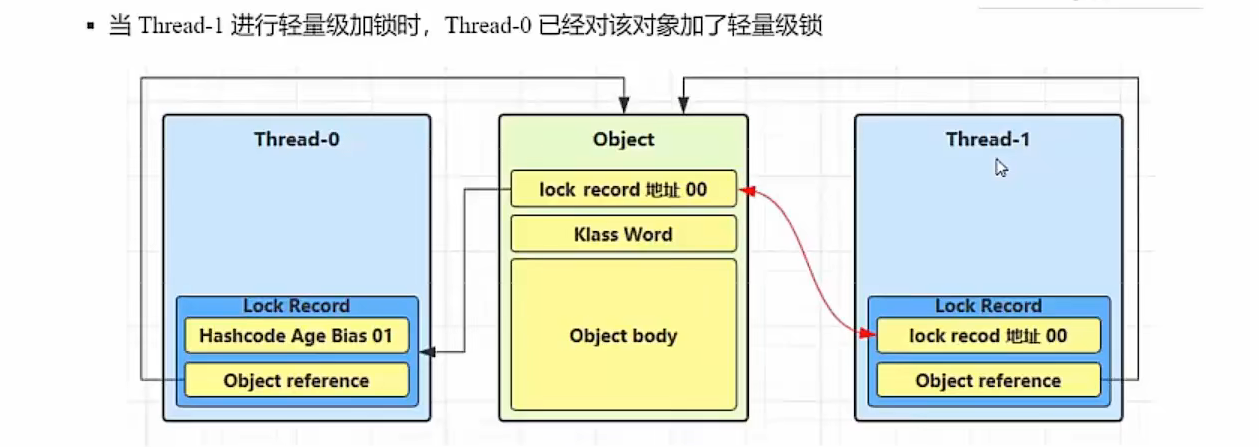 ▪ 当 Thread-1 进行轻量级加锁时，Thread-0 已经对该对象加了轻量级锁
Thread-0
Lock Record
Hashcode Age Bias 01
Object reference
Object
lock record 地址 00
Klass Word
Object body
Thread-1
Lock Record
lock recod 地址 00
Object reference